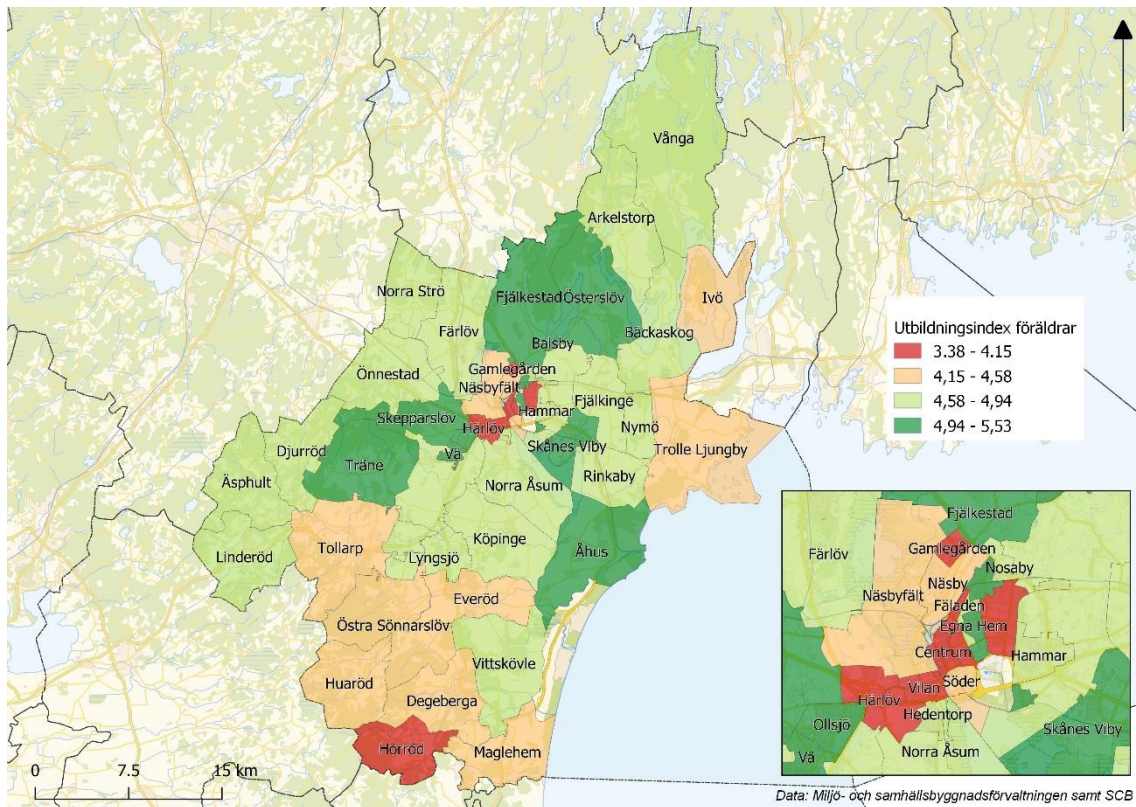 Vånga
Arkelstorp
Norra Strö
Fjälkestad
Österslöv
Ivö
Färlöv
Balsby
Bäckaskog
Önnestad
Gamlegården
Näsbyfält
Skepparslöv
Hammar
Fjälkinge
Härlöv
Nymö
Djurröd
Träne
Vä
Skånes Viby
Trolle Ljungby
Äsphult
Norra Åsum
Rinkaby
Linderöd
Tollarp
Lyngsjö
Köpinge
Åhus
Everöd
Östra Sönnarslöv
Vittskövle
Huaröd
Degeberga
Hörröd
Maglehem
0 7.5 15 km
Utbildningsindex föräldrar
3.38 - 4.15
4,15 - 4,58
4,58 - 4,94
4,94 - 5,53
Fjälkestad
Färlöv
Gamlegården
Nosaby
Näsby
Näsbyfält
Fäladen
Egna Hem
Centrum
Hammar
Söder
Vilan
Härlöv
Hedentorp
Ollsjö
Skånes Viby
Vä
Norra Åsum
Data: Miljö- och samhällsbyggnadsförvaltningen samt SCB